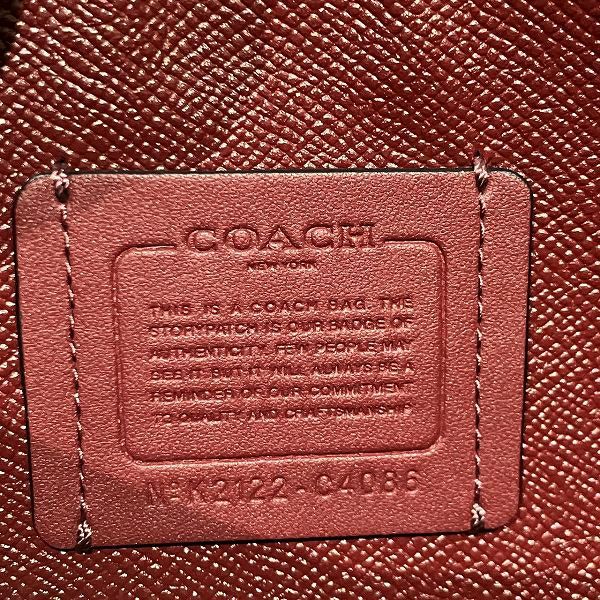 COACH
NEW YORK
THIS IS A COACH BAG. THE
STORYPATCH IS OUR BADGE OF
AUTHENTICITY. FEW PEOPLE MAY
SEE IT. BUT IT WILL ALWAYS BE A
REMINDER OF OUR COMMITMENT
TO QUALITY AND CRAFTSMANSHIP
Nº K2122-C4086